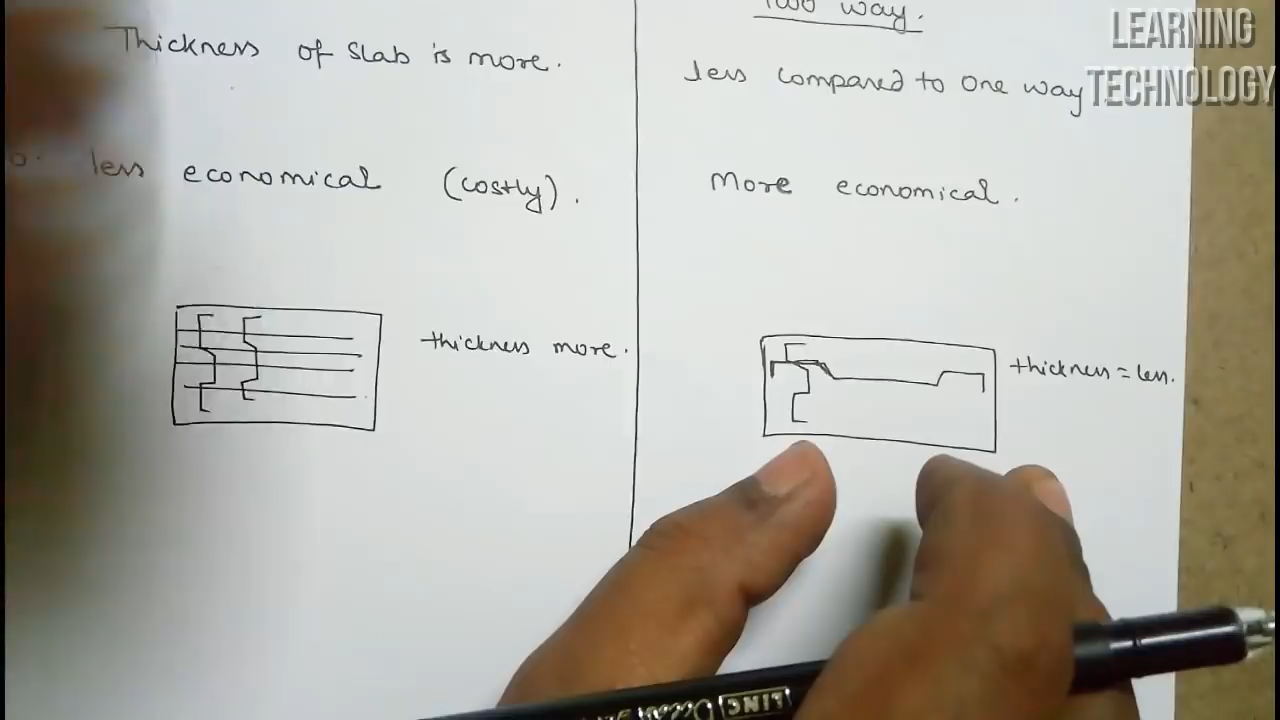 Two way.
Thickness of slab is more.
less compared to one way
less economical (costly).
More economical.
thickness more.
thickness = less.
LEARNING
TECHNOLOGY
LINC